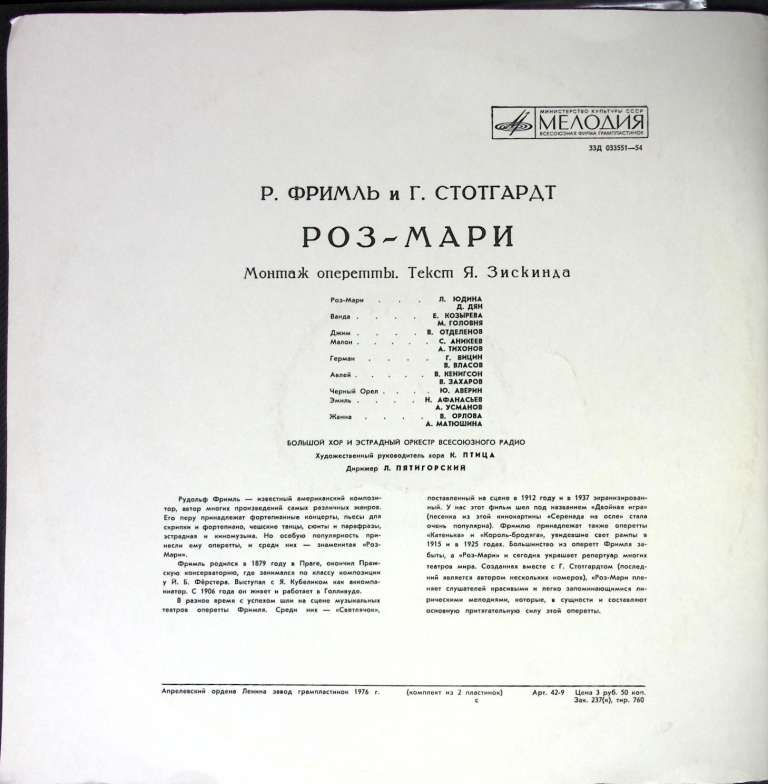 МИНИСТЕРСТВО КУЛЬТУРЫ СССР
МЕЛОДИЯ
ВСЕСОЮЗНАЯ ФИРМА ГРАМПЛАСТИНОК
33Д 033551—54
Р. ФРИМЛЬ и Г. СТОТГАРДТ
РОЗ-МАРИ
Монтаж оперетты. Текст Я. Зискинда
Роз-Мари . . . Л. ЮДИНА
Д. ДЯН
Ванда . . . . Е. КОЗЫРЕВА
М. ГОЛОВНЯ
Джим . . . . В. ОТДЕЛЕНОВ
Малон . . . . . С. АНИКЕЕВ
А. ТИХОНОВ
Герман . . . . Г. ВИЦИН
В. ВЛАСОВ
Авлей . . . . . В. КЕНИГСОН
В. ЗАХАРОВ
Черный Орел . . . . Ю. АВЕРИН
Эмиль . . . . Н. АФАНАСЬЕВ
А. УСМАНОВ
Жанна . . . . В. ОРЛОВА
А. МАТЮШИНА
БОЛЬШОЙ ХОР И ЭСТРАДНЫЙ ОРКЕСТР ВСЕСОЮЗНОГО РАДИО
Художественный руководитель хора К. ПТИЦА
Дирижер Л. ПЯТИГОРСКИЙ
Рудольф Фримль — известный американский компози-
тор, автор многих произведений самых различных жанров.
Его перу принадлежат фортепианные концерты, пьесы для
скрипки и фортепиано, чешские танцы, сюиты и парафразы,
эстрадная и киномузыка. Но особую популярность при-
несли ему оперетты, и среди них — знаменитая «Роз-
Мари».
Фримль родился в 1879 году в Праге, окончил Праж-
скую консерваторию, где занимался по классу композиции
у Й. Б. Фёрстера. Выступал с Я. Кубеликом как аккомпа-
ниатор. С 1906 года он живет и работает в Голливуде.
В разное время с успехом шли на сцене музыкальных
театров оперетты Фримля. Среди них — «Светлячок»,
поставленный на сцене в 1912 году и в 1937 экранизирован-
ный. У нас этот фильм шел под названием «Двойная игра»
(песенка из этой кинокартины «Серенада на осле» стала
очень популярна). Фримлю принадлежат также оперетты
«Катенька» и «Король-бродяга», увидевшие свет рампы в
1915 и в 1925 годах. Большинство из оперетт Фримля за-
быты, а «Роз-Мари» и сегодня украшает репертуар многих
театров мира. Созданная вместе с Г. Стотгардтом (послед-
ний является автором нескольких номеров), «Роз-Мари» пле-
няет слушателей красивыми и легко запоминающимися ли-
рическими мелодиями, которые, в сущности и составляют
основную притягательную силу этой оперетты.
Апрелевский ордена Ленина завод грампластинок 1976 г. (комплект из 2 пластинок) Арт. 42-9 Цена 3 руб. 50 коп.
с Зак. 237(к), тир. 760